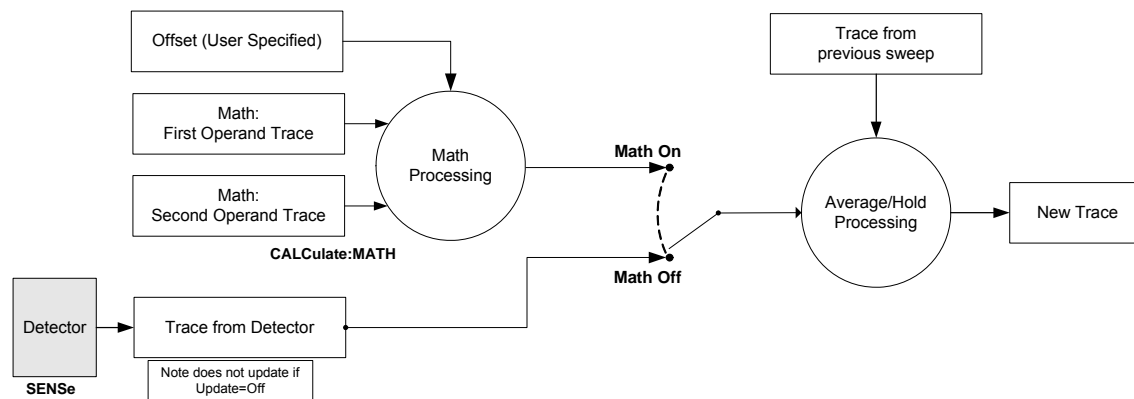 Offset (User Specified)
Math:
First Operand Trace
Math:
Second Operand Trace
CALCulate:MATH
Math
Processing
Math On
Math Off
Trace from
previous sweep
Average/Hold
Processing
New Trace
Detector
SENSe
Trace from Detector
Note does not update if
Update=Off